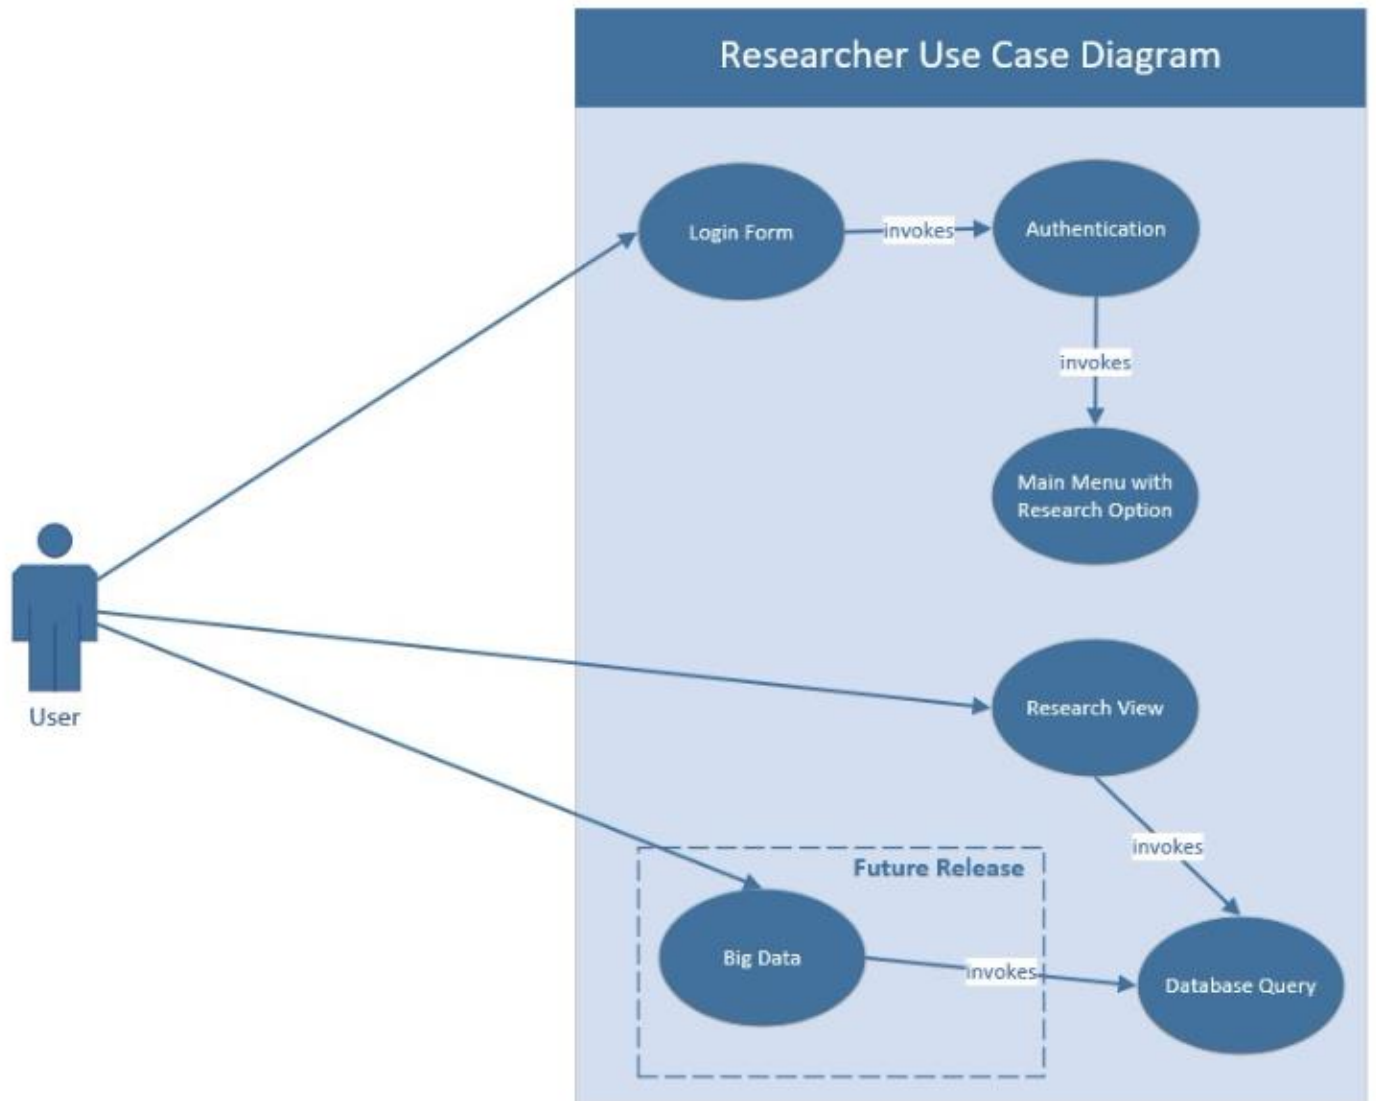 Researcher Use Case Diagram
Login Form
invokes
Authentication
invokes
Main Menu with
Research Option
User
Research View
invokes
Future Release
Big Data
invokes
Database Query